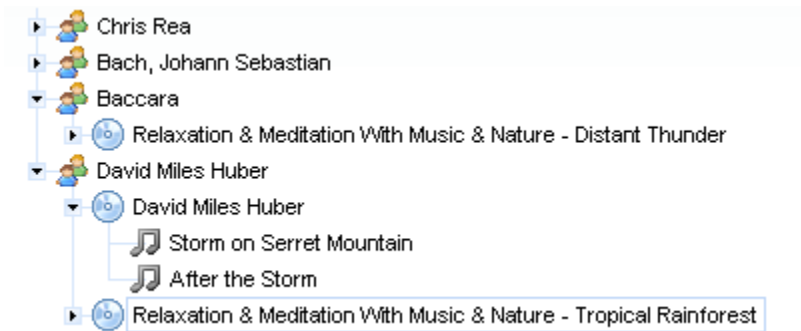 Chris Rea
Bach, Johann Sebastian
Baccara
Relaxation & Meditation With Music & Nature - Distant Thunder
David Miles Huber
David Miles Huber
Storm on Serret Mountain
After the Storm
Relaxation & Meditation With Music & Nature - Tropical Rainforest